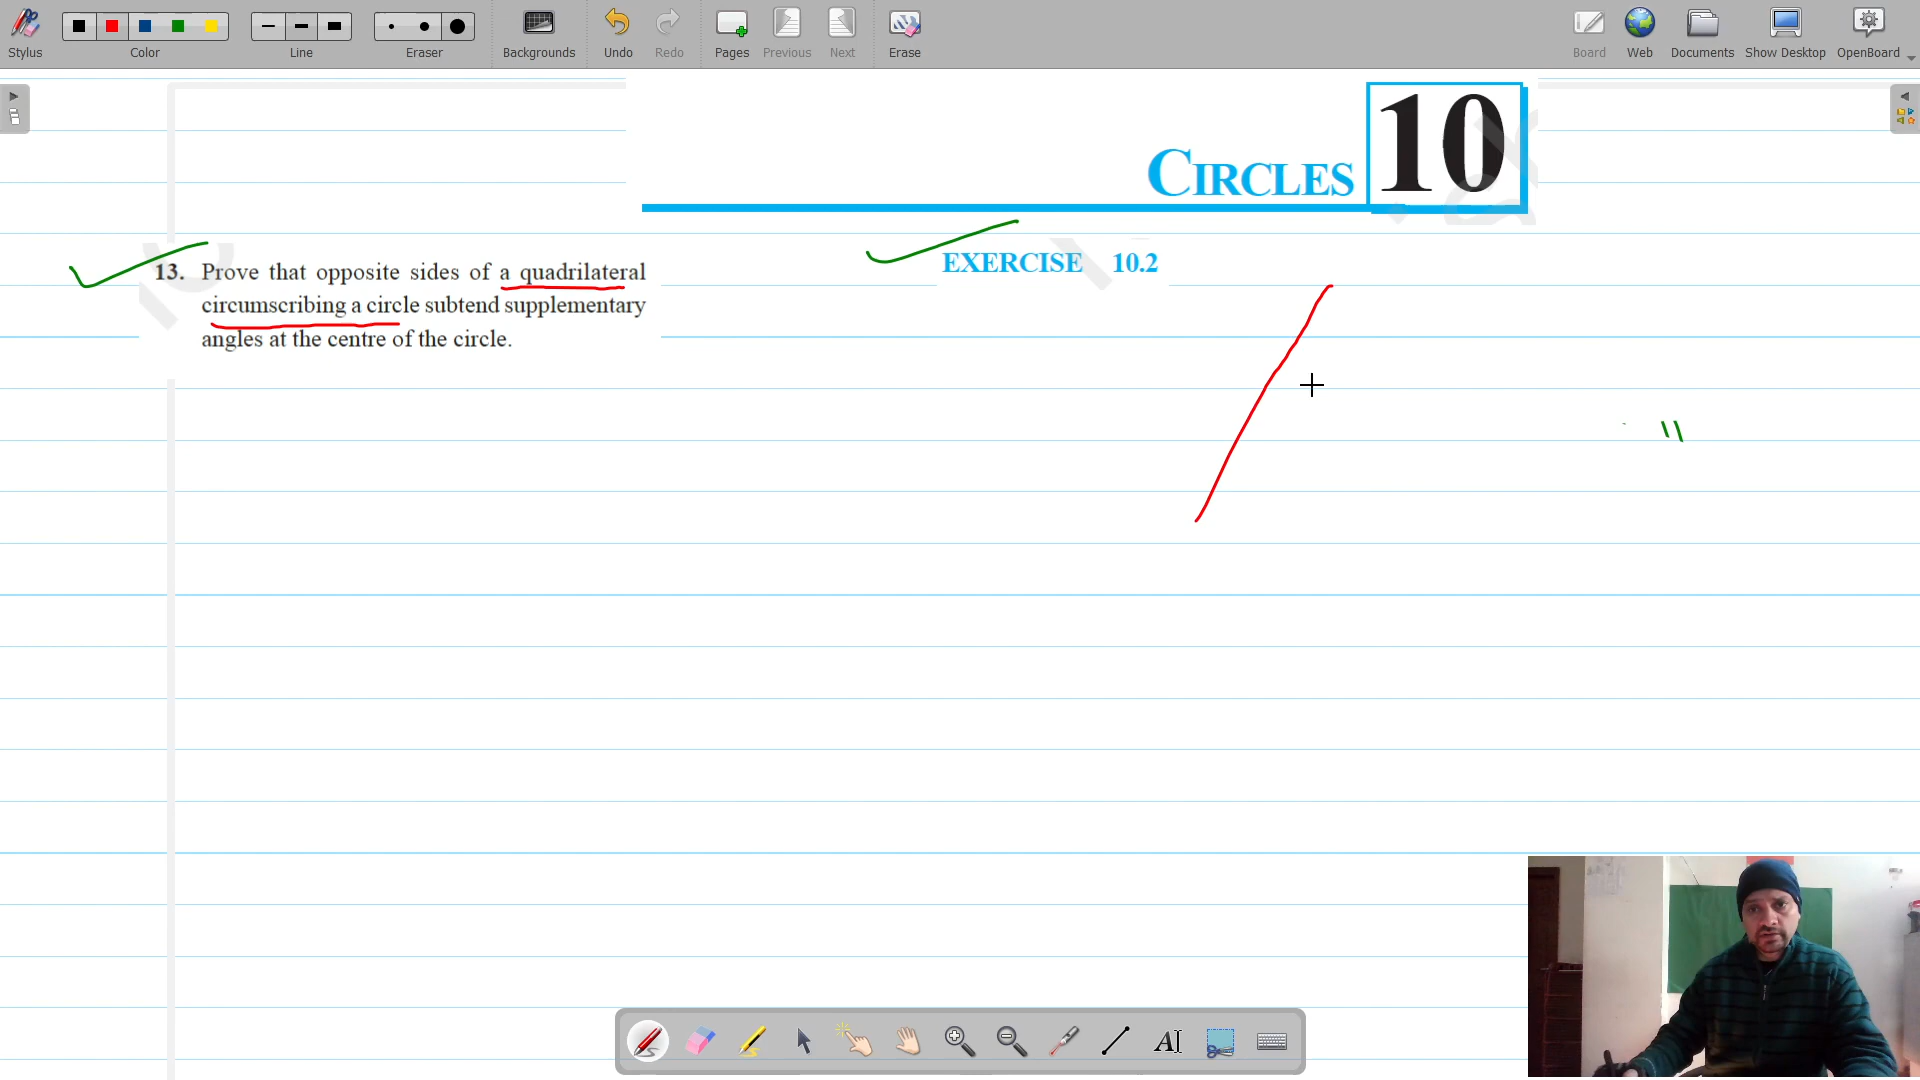 Stylus
Color
Line
Eraser
Backgrounds
Undo
Redo
Pages
Previous
Next
Erase
Board
Web
Documents
Show Desktop
OpenBoard
CIRCLES 10
EXERCISE 10.2
13. Prove that opposite sides of a quadrilateral
circumscribing a circle subtend supplementary
angles at the centre of the circle.